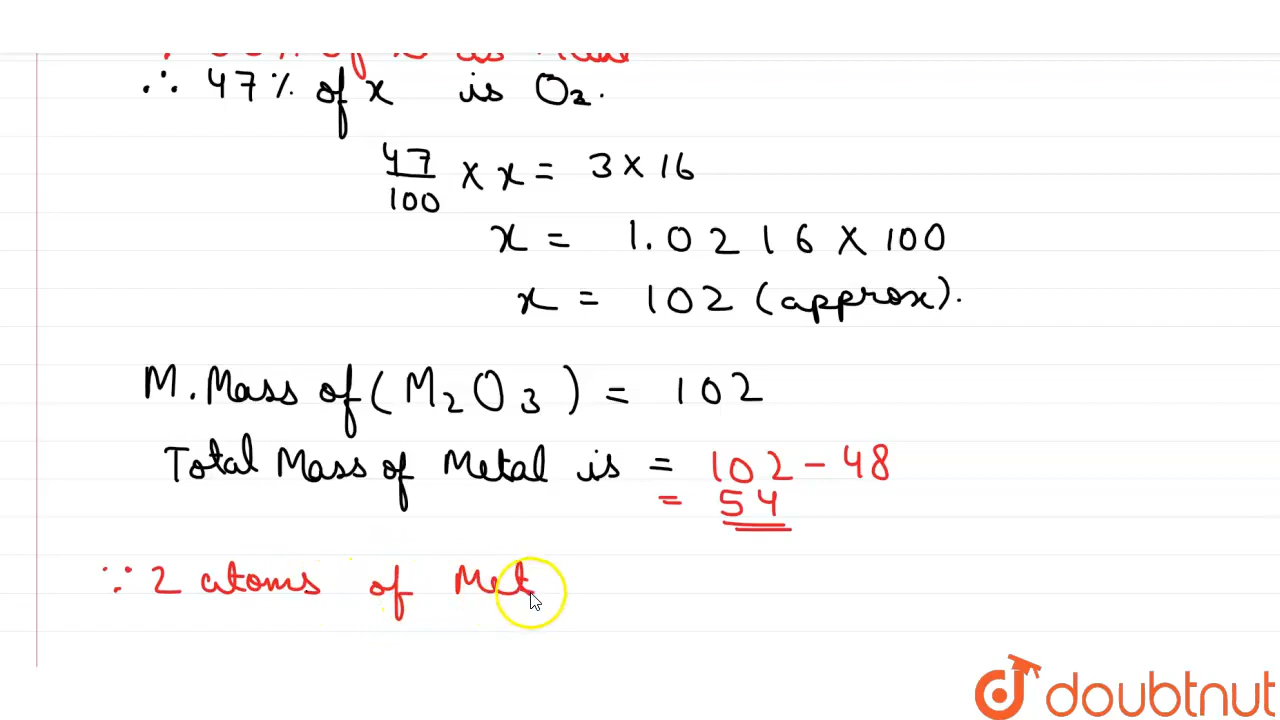 ∴ 47% of x is O₂.
47/100 × x = 3 × 16
x = 1.0216 × 100
x = 102 (approx).
M. Mass of (M₂O₃) = 102
Total Mass of Metal is = 102 - 48
= 54
∵ 2 atoms of Met
doubtnut